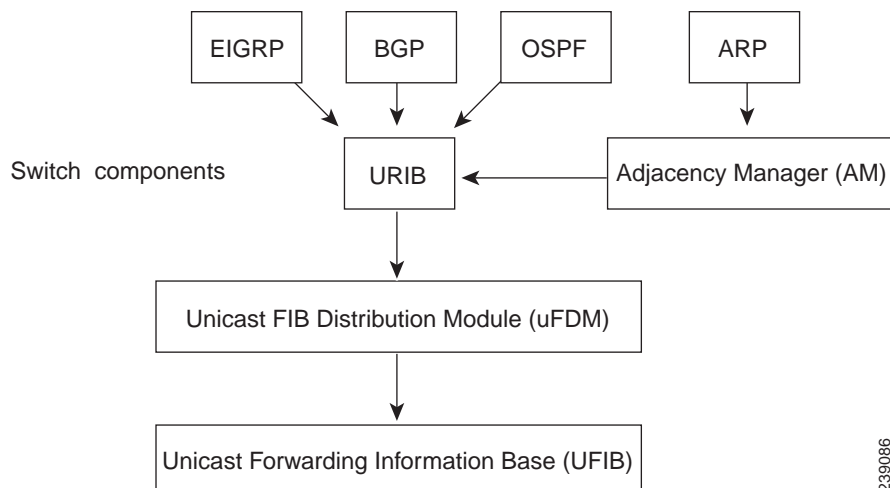 EIGRP
BGP
OSPF
ARP
Switch components
URIB
Adjacency Manager (AM)
Unicast FIB Distribution Module (uFDM)
Unicast Forwarding Information Base (UFIB)
239086